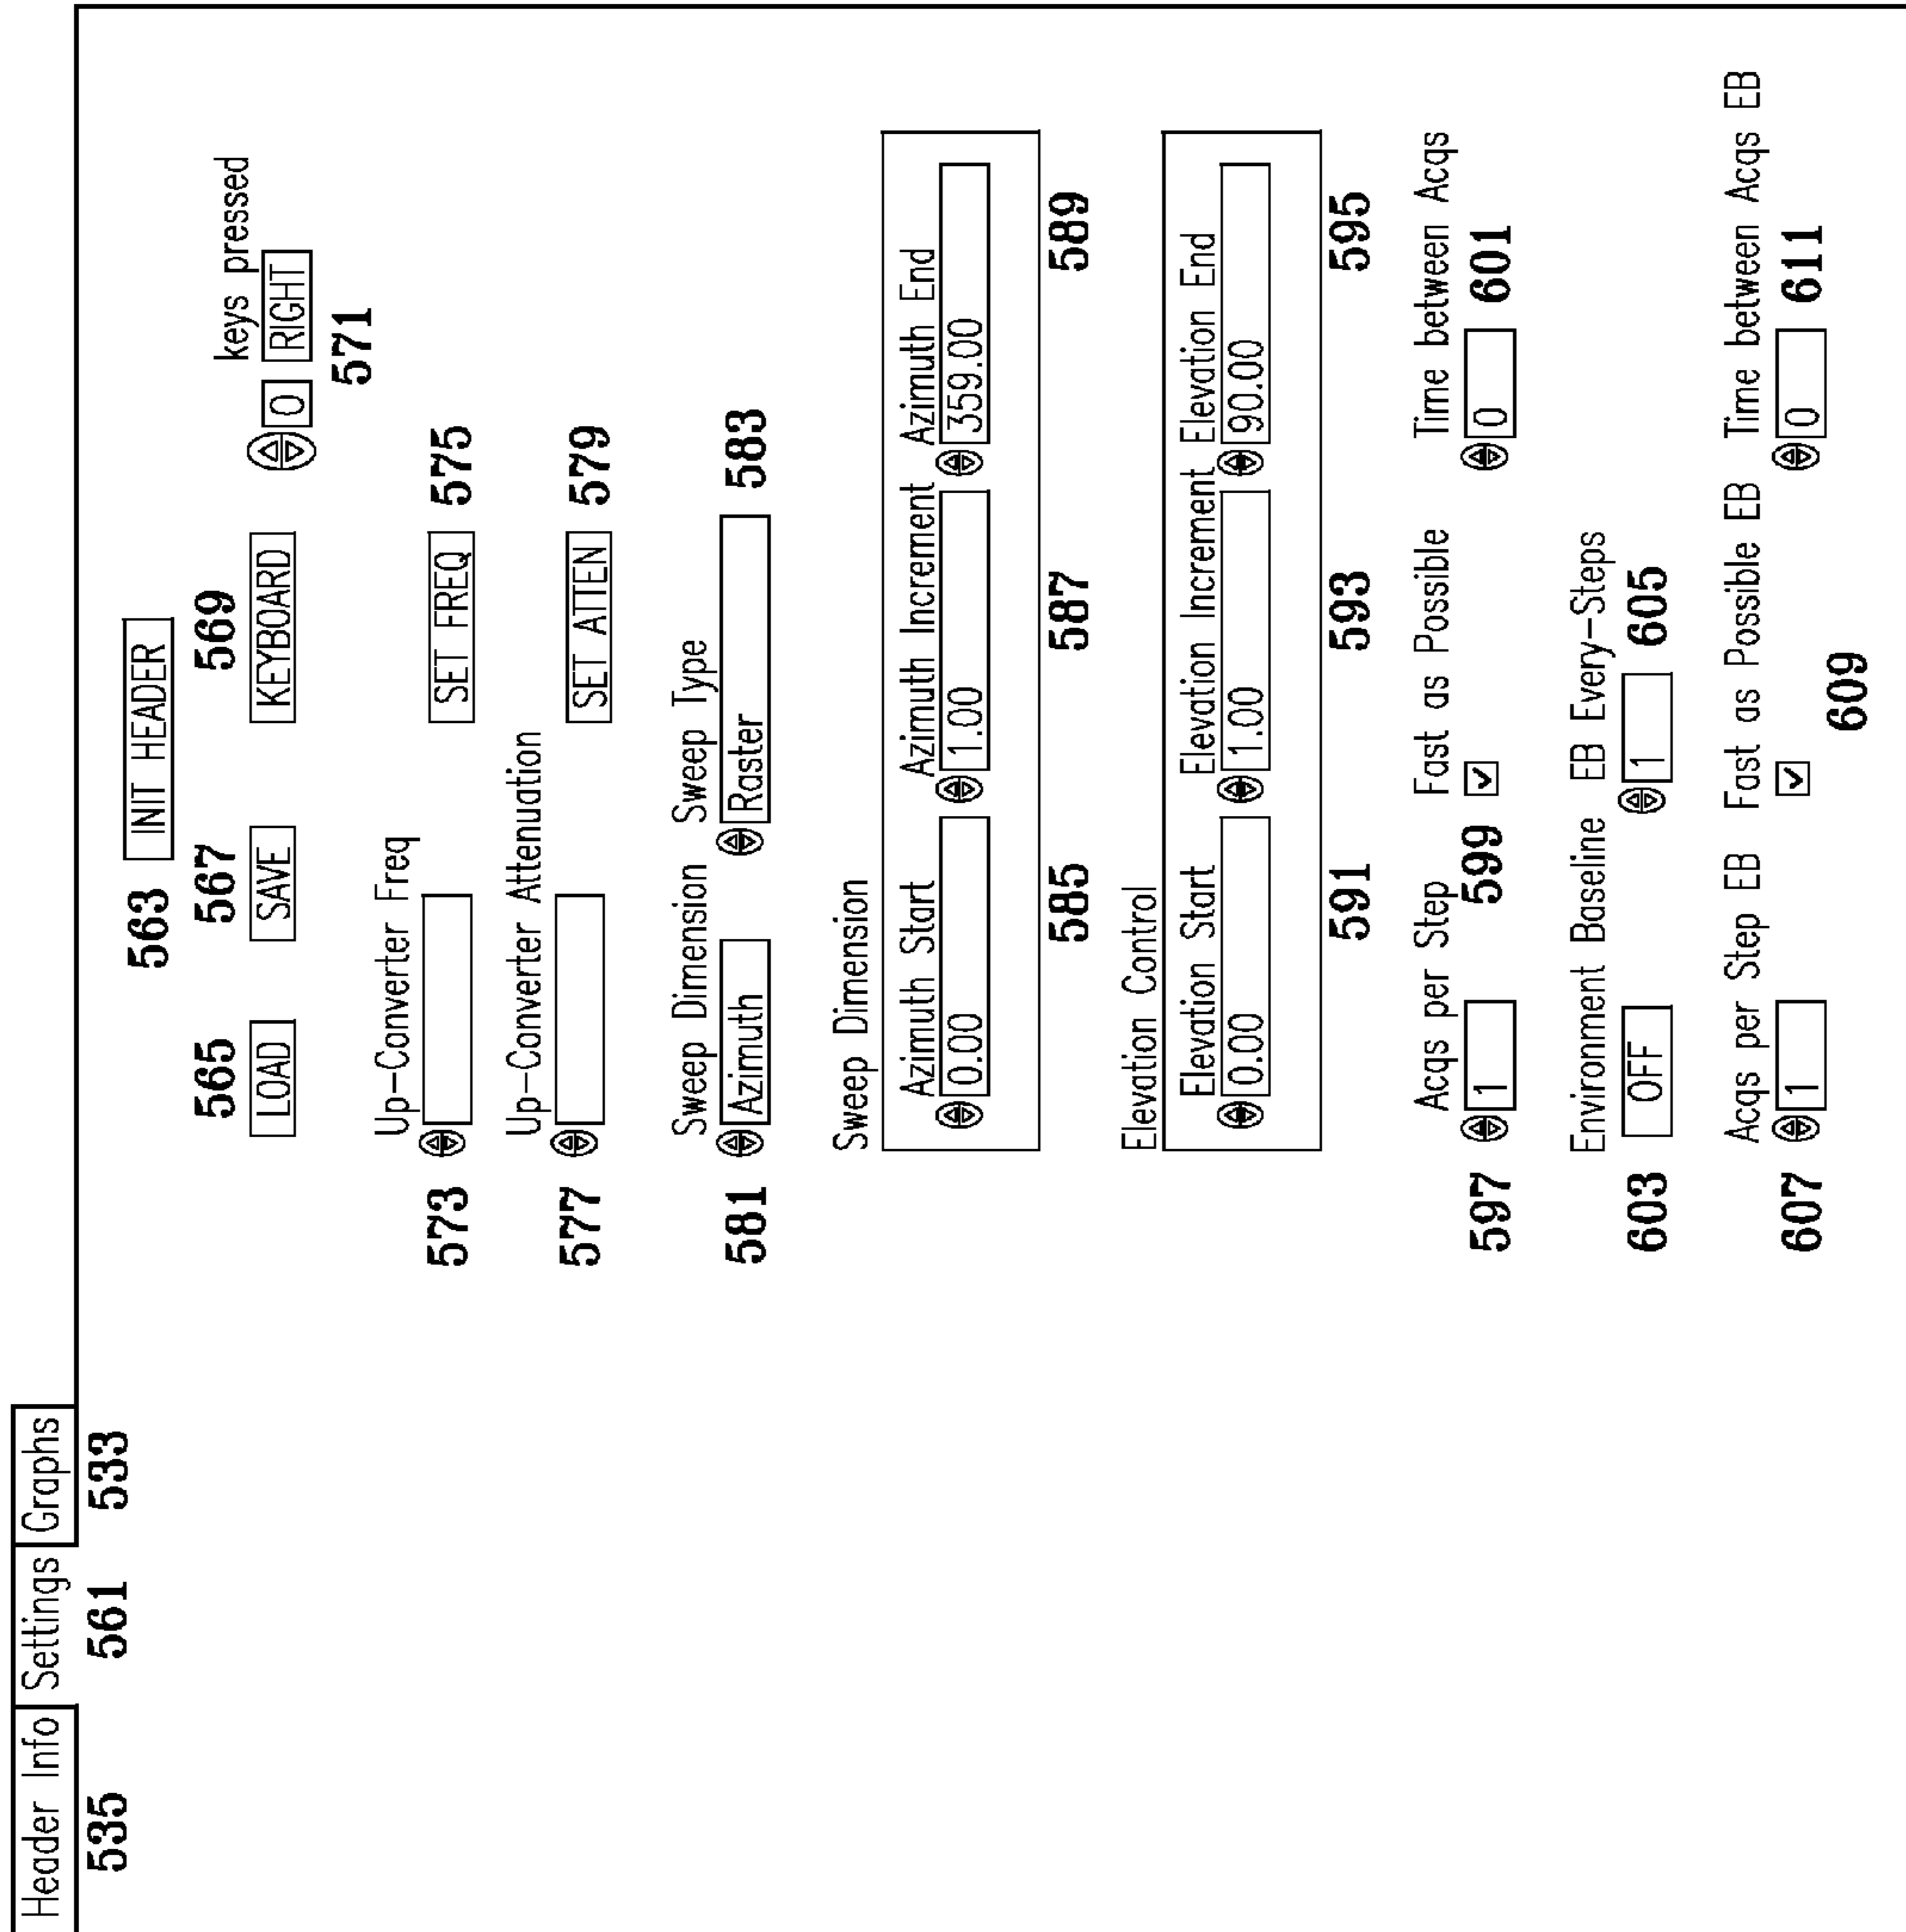 Header Info Settings Graphs
535 561 533
563 INIT HEADER
565 567 569
keys pressed
LOAD SAVE KEYBOARD 0 RIGHT
571
Up-Converter Freq
573 SET FREQ 575
Up-Converter Attenuation
577 SET ATTEN 579
Sweep Dimension Sweep Type
581 Azimuth Raster 583
Sweep Dimension
Azimuth Start Azimuth Increment Azimuth End
0.00 1.00 359.00
585 587 589
Elevation Control
Elevation Start Elevation Increment Elevation End
0.00 1.00 90.00
591 593 595
Acqs per Step Fast as Possible Time between Acqs
597 1 599 0 601
Environment Baseline EB Every-Steps
603 OFF 1 605
Acqs per Step EB Fast as Possible EB Time between Acqs EB
607 1 0 611
609